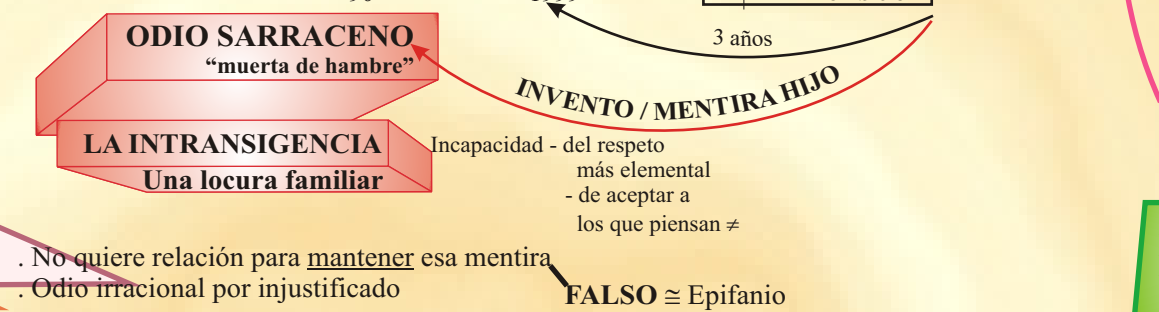 3 años
ODIO SARRACENO
“muerta de hambre”
INVENTO / MENTIRA HIJO
LA INTRANSIGENCIA
Una locura familiar
Incapacidad - del respeto
más elemental
- de aceptar a
los que piensan ≠
. No quiere relación para mantener esa mentira
. Odio irracional por injustificado
FALSO ≅ Epifanio